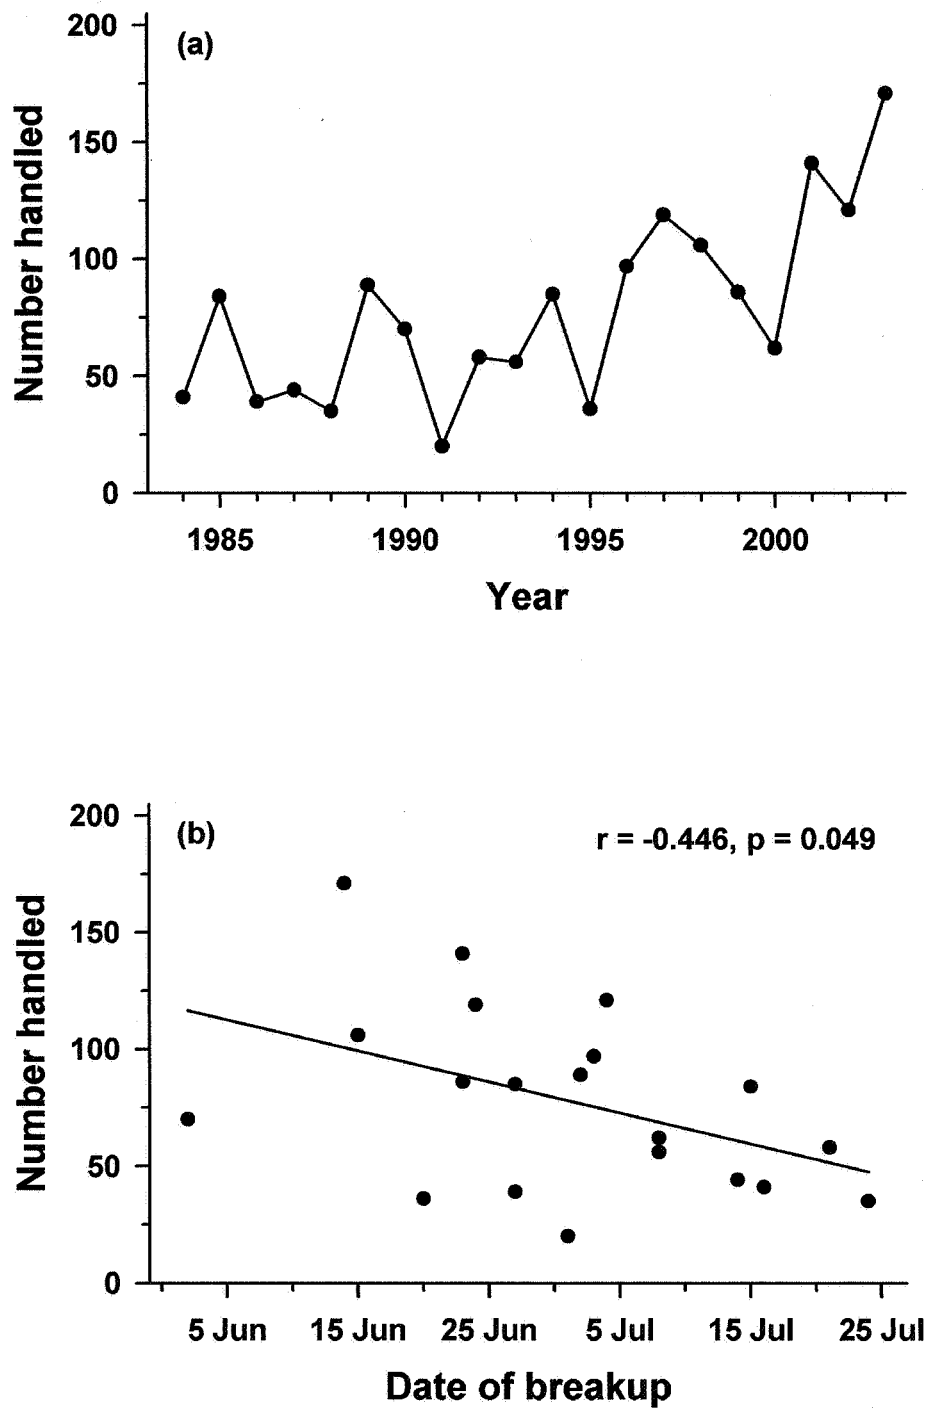 200
(a)
150
100
50
0
Number handled
1985 1990 1995 2000
Year
200
(b)
r = -0.446, p = 0.049
150
100
50
0
Number handled
5 Jun 15 Jun 25 Jun 5 Jul 15 Jul 25 Jul
Date of breakup